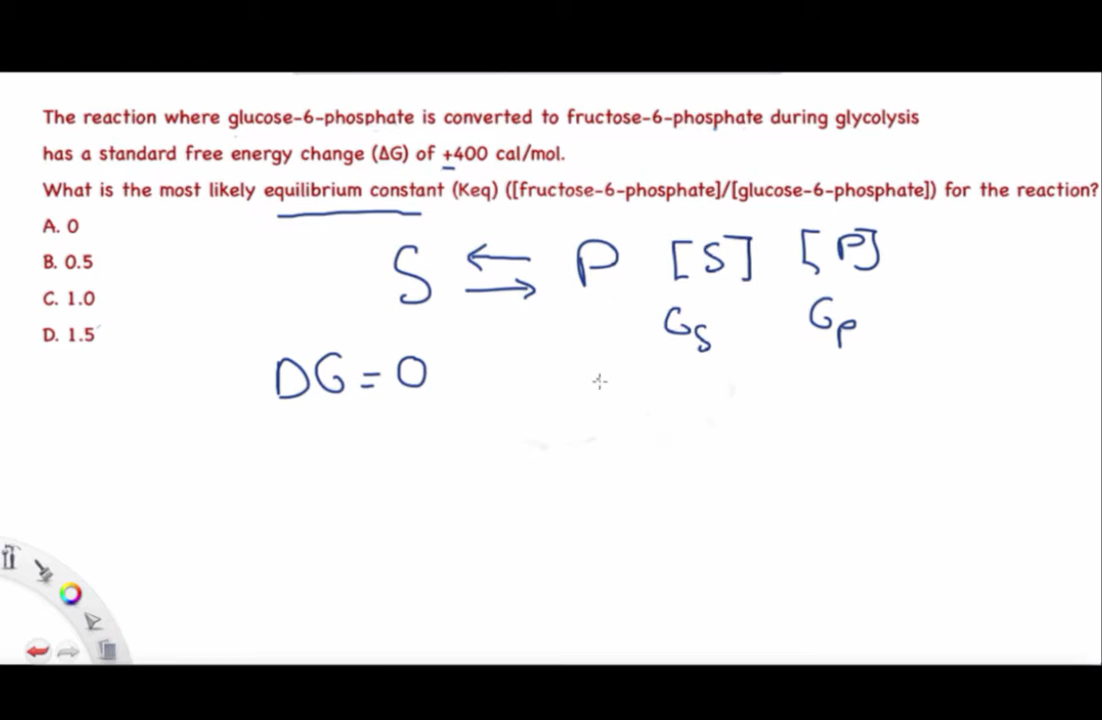 The reaction where glucose-6-phosphate is converted to fructose-6-phosphate during glycolysis
has a standard free energy change (ΔG) of +400 cal/mol.
What is the most likely equilibrium constant (Keq) ([fructose-6-phosphate]/[glucose-6-phosphate]) for the reaction?
A. 0
B. 0.5
C. 1.0
D. 1.5
S ⇆ P [S] [P]
G_S G_P
DG = 0